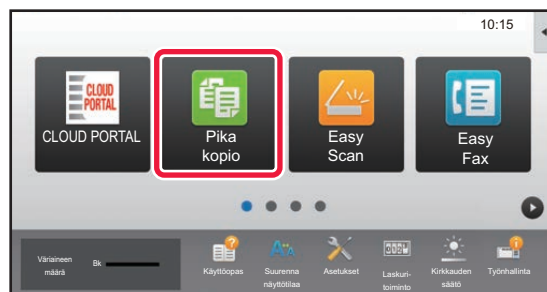 10:15
CLOUD
PORTAL
CLOUD PORTAL
Pika
kopio
Easy
Scan
Easy
Fax
Väriaineen
määrä
Bk
Käyttöopas
Suurenna
näyttötilaa
Asetukset
Laskuri-
toiminto
Kirkkauden
säätö
Työnhallinta